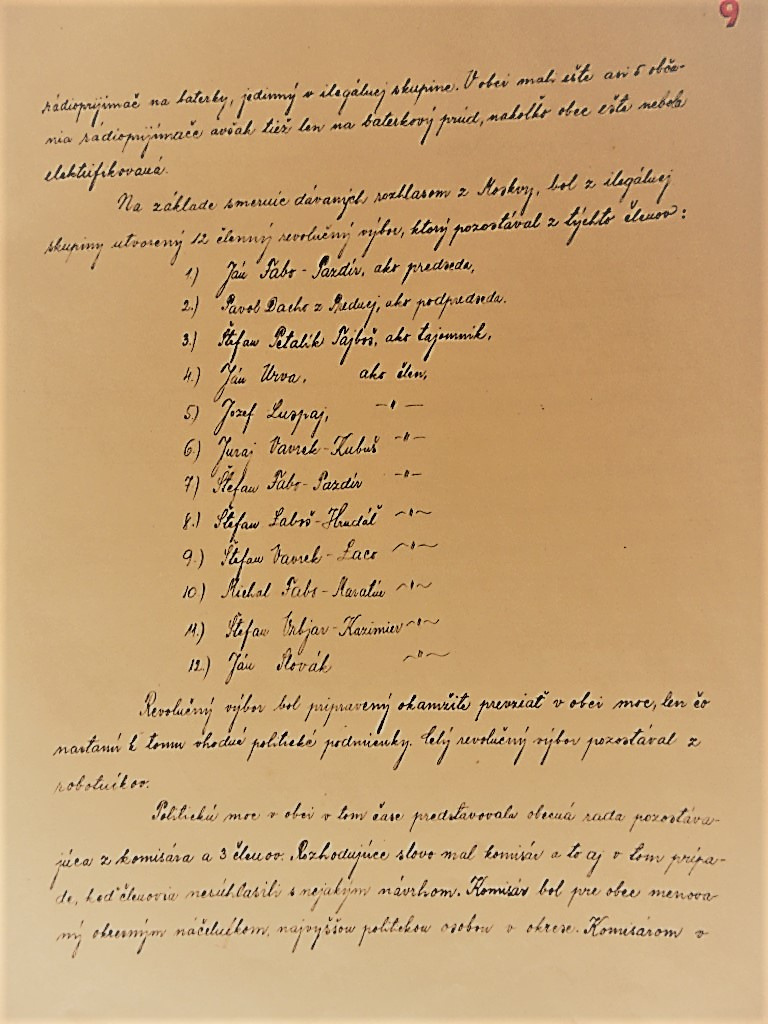 9
rádioprijímač na baterky, jedinný v ilegálnej skupine. V obci mali ešte asi 5 obča-
nia rádioprijímače avšak tiež len na baterkový prúd, nakoľko obec ešte nebola
elektrifikovaná.
Na základe smerníc dávaných rozhlasom z Moskvy, bol z ilegálnej
skupiny utvorený 12 členný revolučný výbor, ktorý pozostával z týchto členov:
1.) Ján Fabo - Pazdír, ako predseda,
2.) Pavol Dacho z Prednej, ako podpredseda.
3.) Štefan Petalík Tajboš, ako tajomník,
4.) Ján Urva, ako člen,
5.) Jozef Luspaj, —"—
6.) Juraj Vavrek - Kubuš —"—
7.) Štefan Fabo - Pazdír —"—
8.) Štefan Laboš - Hrudáš —"—
9.) Štefan Vavrek - Laco —"—
10.) Michal Fabo - —"—
11.) Štefan Vrbjar - Kazimier —"—
12.) Ján Slovák —"—
Revolučný výbor bol pripravený okamžite prevziať v obci moc, len čo
nastanú k tomu vhodné politické podmienky. Celý revolučný výbor pozostával z
robotníkov.
Politickú moc v obci v tom čase predstavovala obecná rada pozostáva-
júca z komisára a 3 členov. Rozhodujúce slovo mal komisár a to aj v tom prípa-
de, keď členovia nesúhlasili s nejakým návrhom. Komisár bol pre obec menova-
ný okresným náčelníkom, najvyššou politickou osobou v okrese. Komisárom v